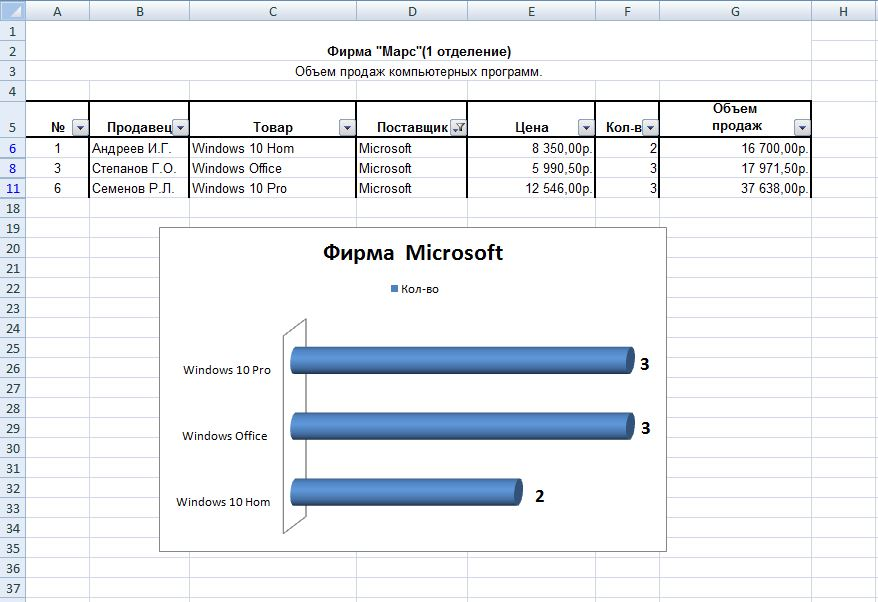 A B C D E F G H
1
2 Фирма "Марс"(1 отделение)
3 Объем продаж компьютерных программ.
4
5 № Продавец Товар Поставщик Цена Кол-в Объем продаж
6 1 Андреев И.Г. Windows 10 Hom Microsoft 8 350,00р. 2 16 700,00р.
8 3 Степанов Г.О. Windows Office Microsoft 5 990,50р. 3 17 971,50р.
11 6 Семенов Р.Л. Windows 10 Pro Microsoft 12 546,00р. 3 37 638,00р.
18
19
20 Фирма Microsoft
21
22 Кол-во
23
24
25
26 Windows 10 Pro 3
27
28
29 Windows Office 3
30
31
32
33 Windows 10 Hom 2
34
35
36
37